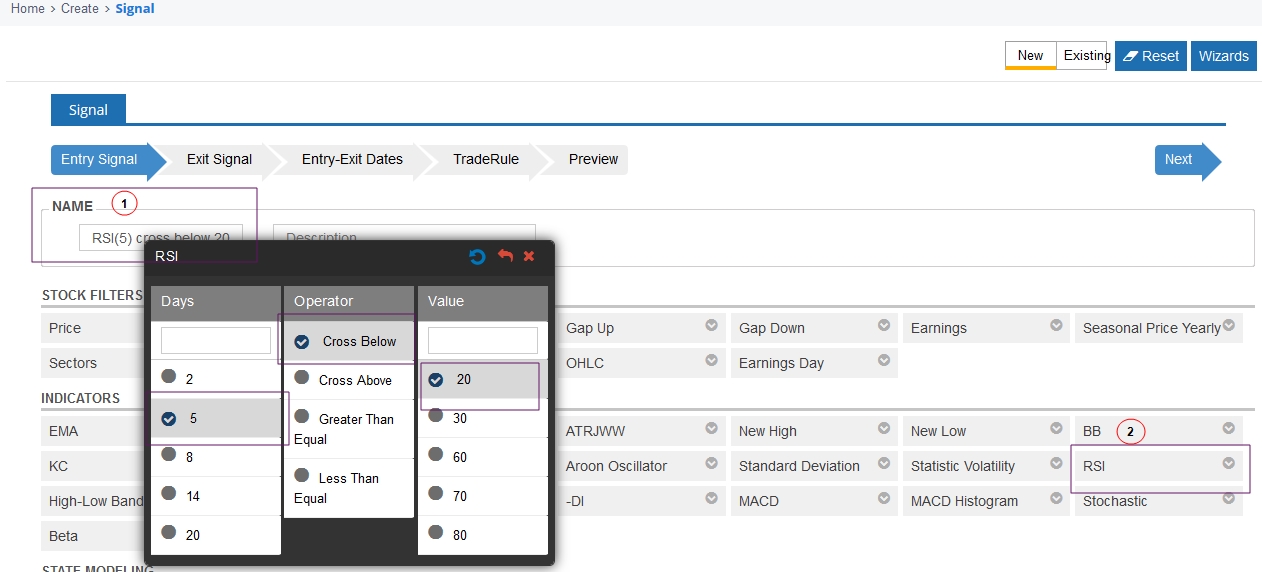 Home > Create > Signal
New Existing Reset Wizards
Signal
Entry Signal Exit Signal Entry-Exit Dates TradeRule Preview Next
NAME 1
RSI(5) cross below 20 Description
RSI
Days Operator Value
Cross Below
2 Cross Above 20
5 Greater Than Equal 30
8 60
14 Less Than Equal 70
20 80
STOCK FILTERS
Price Gap Up Gap Down Earnings Seasonal Price Yearly
Sectors OHLC Earnings Day
INDICATORS
EMA ATRJWW New High New Low BB 2
KC Aroon Oscillator Standard Deviation Statistic Volatility RSI
High-Low Band -DI MACD MACD Histogram Stochastic
Beta
STATE MODELING